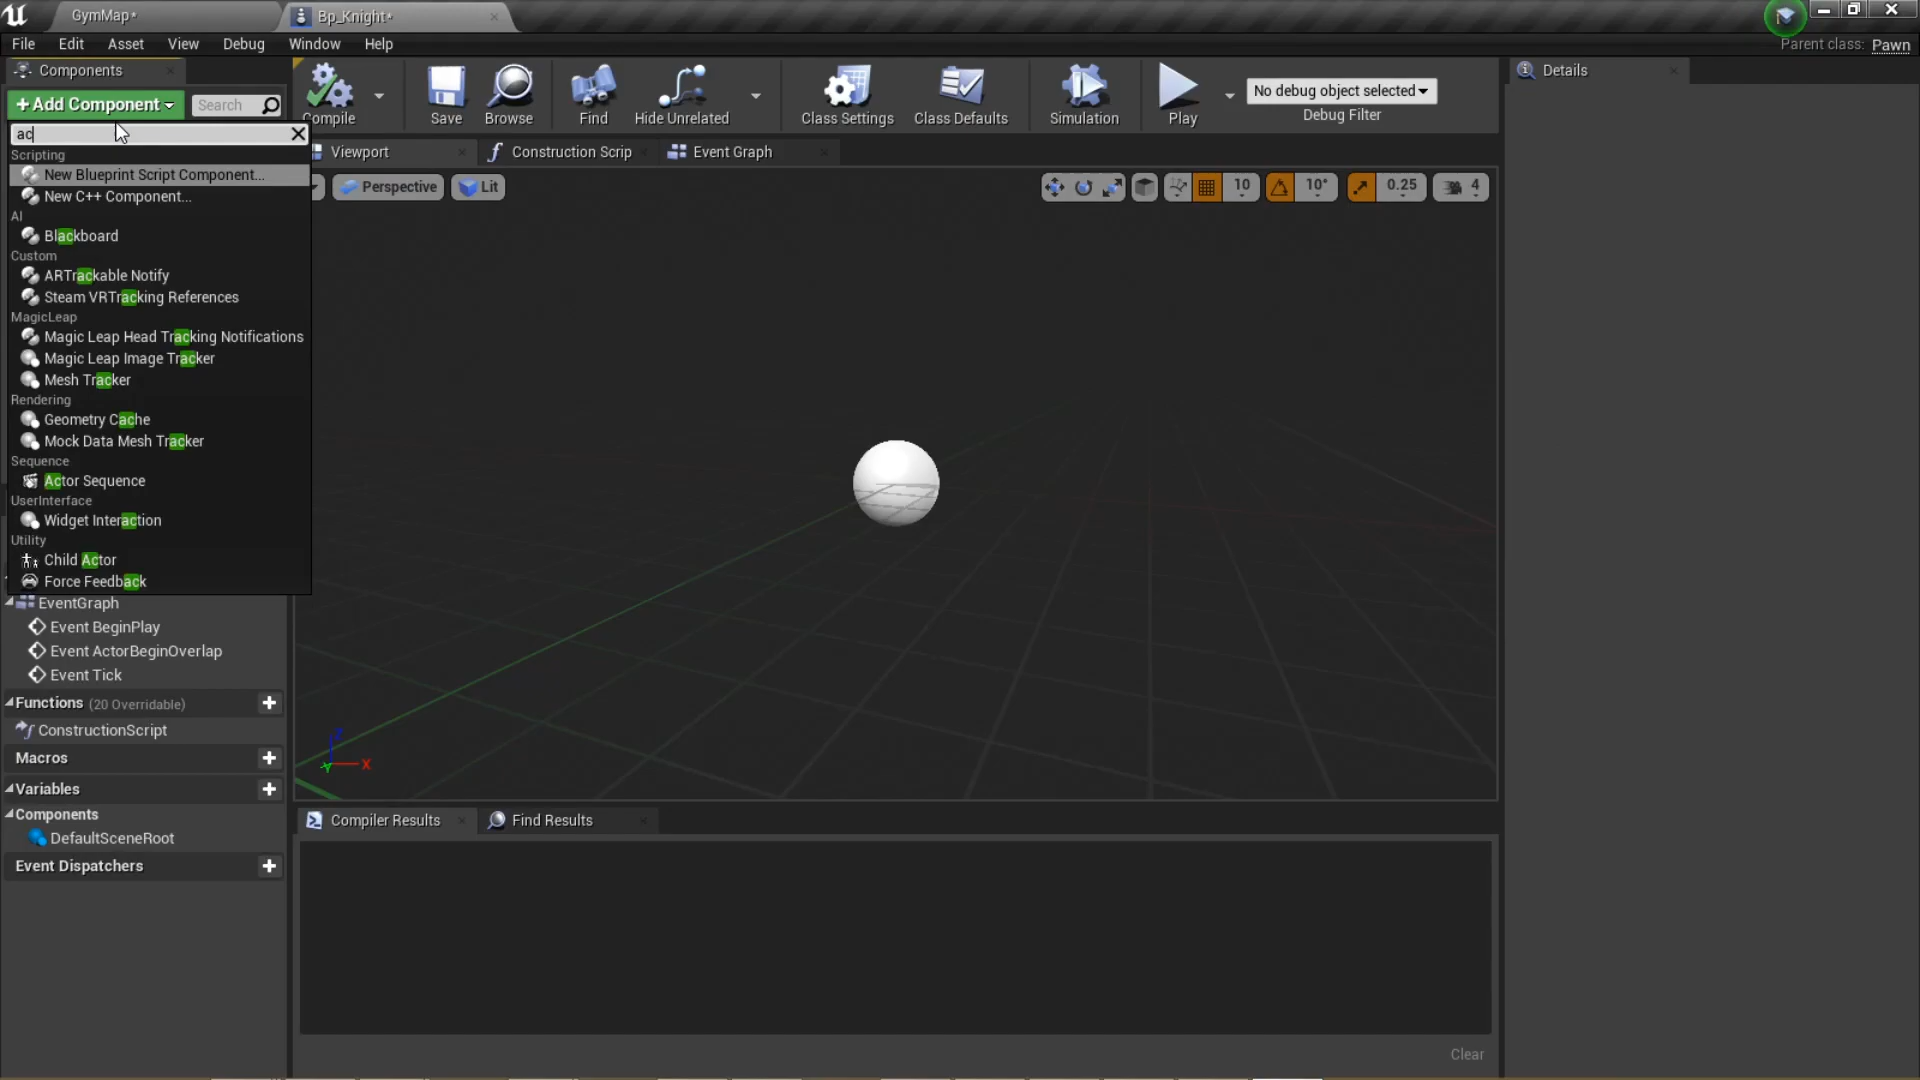 GymMap*
Bp_Knight*
File Edit Asset View Debug Window Help
Parent class: Pawn
Components
Details
+Add Component
Search
Compile
Save
Browse
Find
Hide Unrelated
Class Settings
Class Defaults
Simulation
Play
No debug object selected
Debug Filter
ac
Scripting
New Blueprint Script Component...
New C++ Component...
AI
Blackboard
Custom
ARTrackable Notify
Steam VRTracking References
MagicLeap
Magic Leap Head Tracking Notifications
Magic Leap Image Tracker
Mesh Tracker
Rendering
Geometry Cache
Mock Data Mesh Tracker
Sequence
Actor Sequence
UserInterface
Widget Interaction
Utility
Child Actor
Force Feedback
Viewport
Construction Scrip
Event Graph
Perspective
Lit
10
10°
0.25
4
Z
Y
X
EventGraph
Event BeginPlay
Event ActorBeginOverlap
Event Tick
Functions (20 Overridable)
ConstructionScript
Macros
Variables
Components
DefaultSceneRoot
Event Dispatchers
Compiler Results
Find Results
Clear